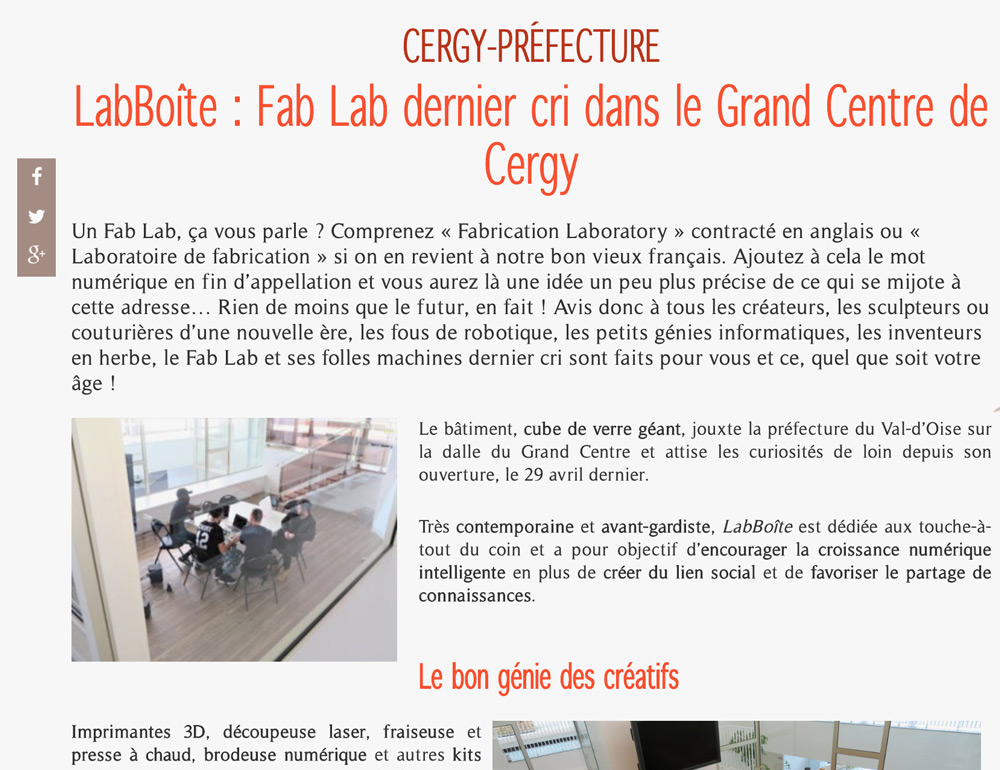 CERGY-PRÉFECTURE
LabBoîte : Fab Lab dernier cri dans le Grand Centre de
Cergy
Un Fab Lab, ça vous parle ? Comprenez « Fabrication Laboratory » contracté en anglais ou «
Laboratoire de fabrication » si on en revient à notre bon vieux français. Ajoutez à cela le mot
numérique en fin d’appellation et vous aurez là une idée un peu plus précise de ce qui se mijote à
cette adresse… Rien de moins que le futur, en fait ! Avis donc à tous les créateurs, les sculpteurs ou
couturières d’une nouvelle ère, les fous de robotique, les petits génies informatiques, les inventeurs
en herbe, le Fab Lab et ses folles machines dernier cri sont faits pour vous et ce, quel que soit votre
âge !
Le bâtiment, cube de verre géant, jouxte la préfecture du Val-d’Oise sur
la dalle du Grand Centre et attise les curiosités de loin depuis son
ouverture, le 29 avril dernier.
Très contemporaine et avant-gardiste, LabBoîte est dédiée aux touche-à-
tout du coin et a pour objectif d’encourager la croissance numérique
intelligente en plus de créer du lien social et de favoriser le partage de
connaissances.
Le bon génie des créatifs
Imprimantes 3D, découpeuse laser, fraiseuse et
presse à chaud, brodeuse numérique et autres kits
12